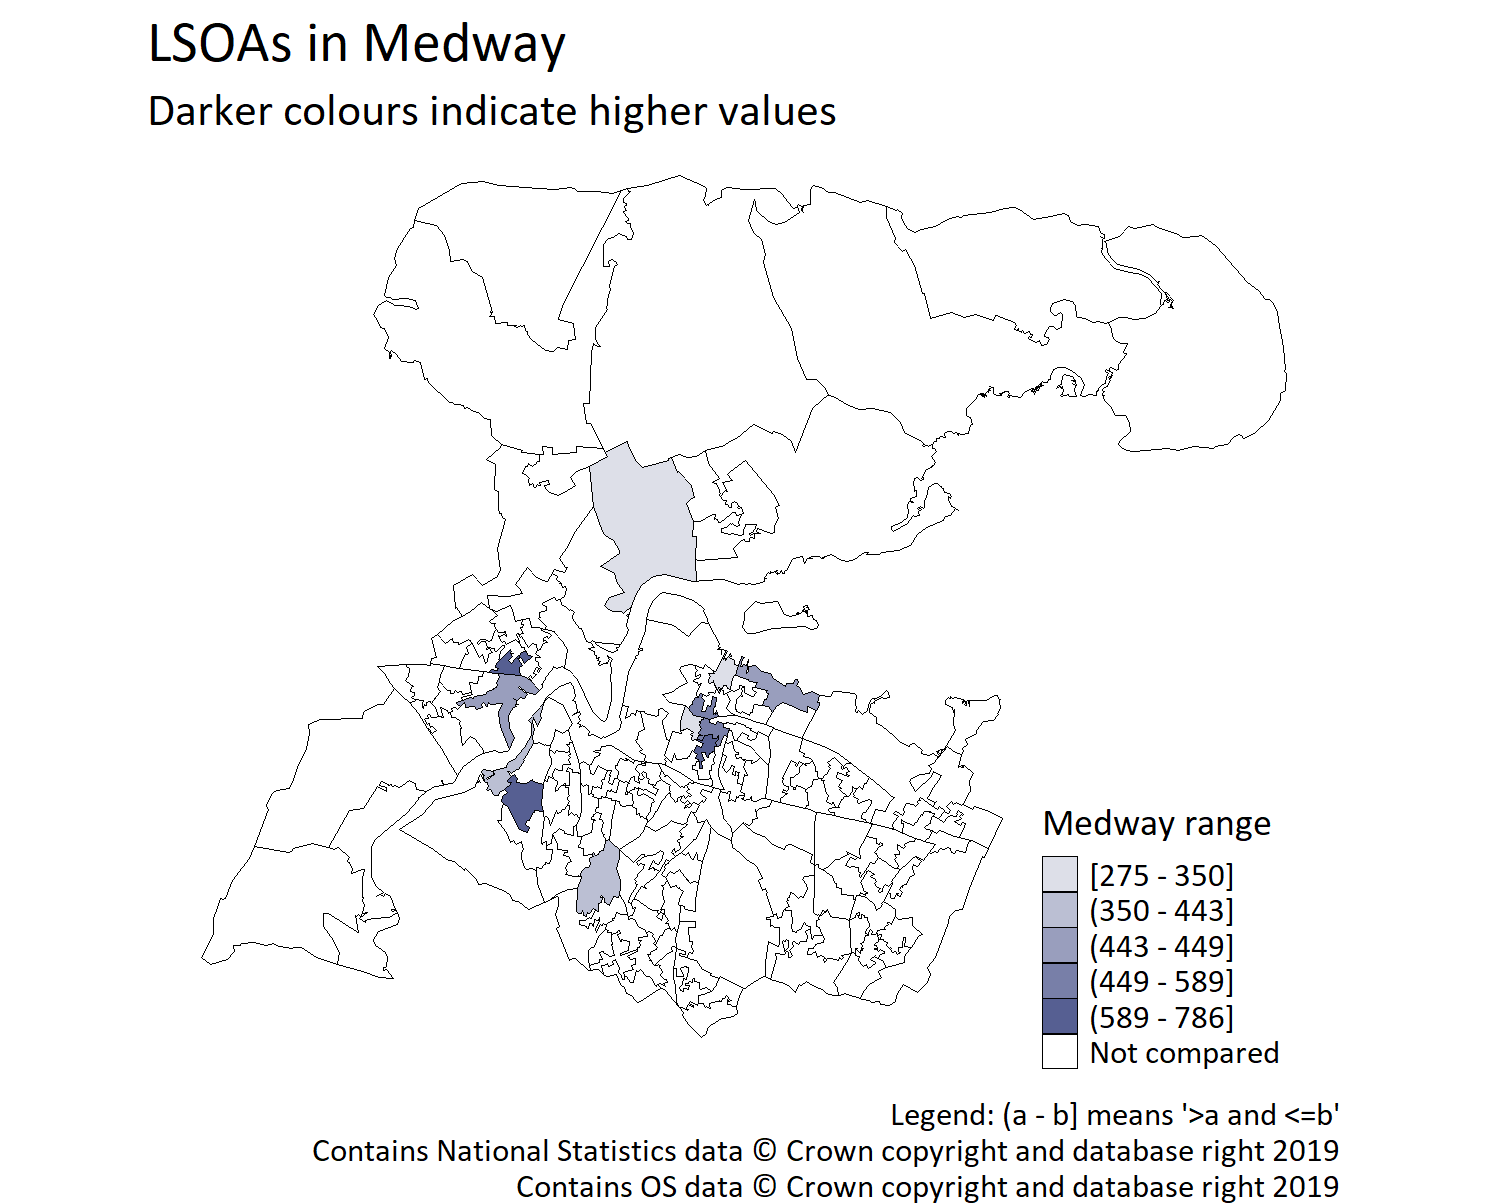 LSOAs in Medway
Darker colours indicate higher values
Medway range
[275 - 350]
(350 - 443]
(443 - 449]
(449 - 589]
(589 - 786]
Not compared
Legend: (a - b] means '>a and <=b'
Contains National Statistics data © Crown copyright and database right 2019
Contains OS data © Crown copyright and database right 2019